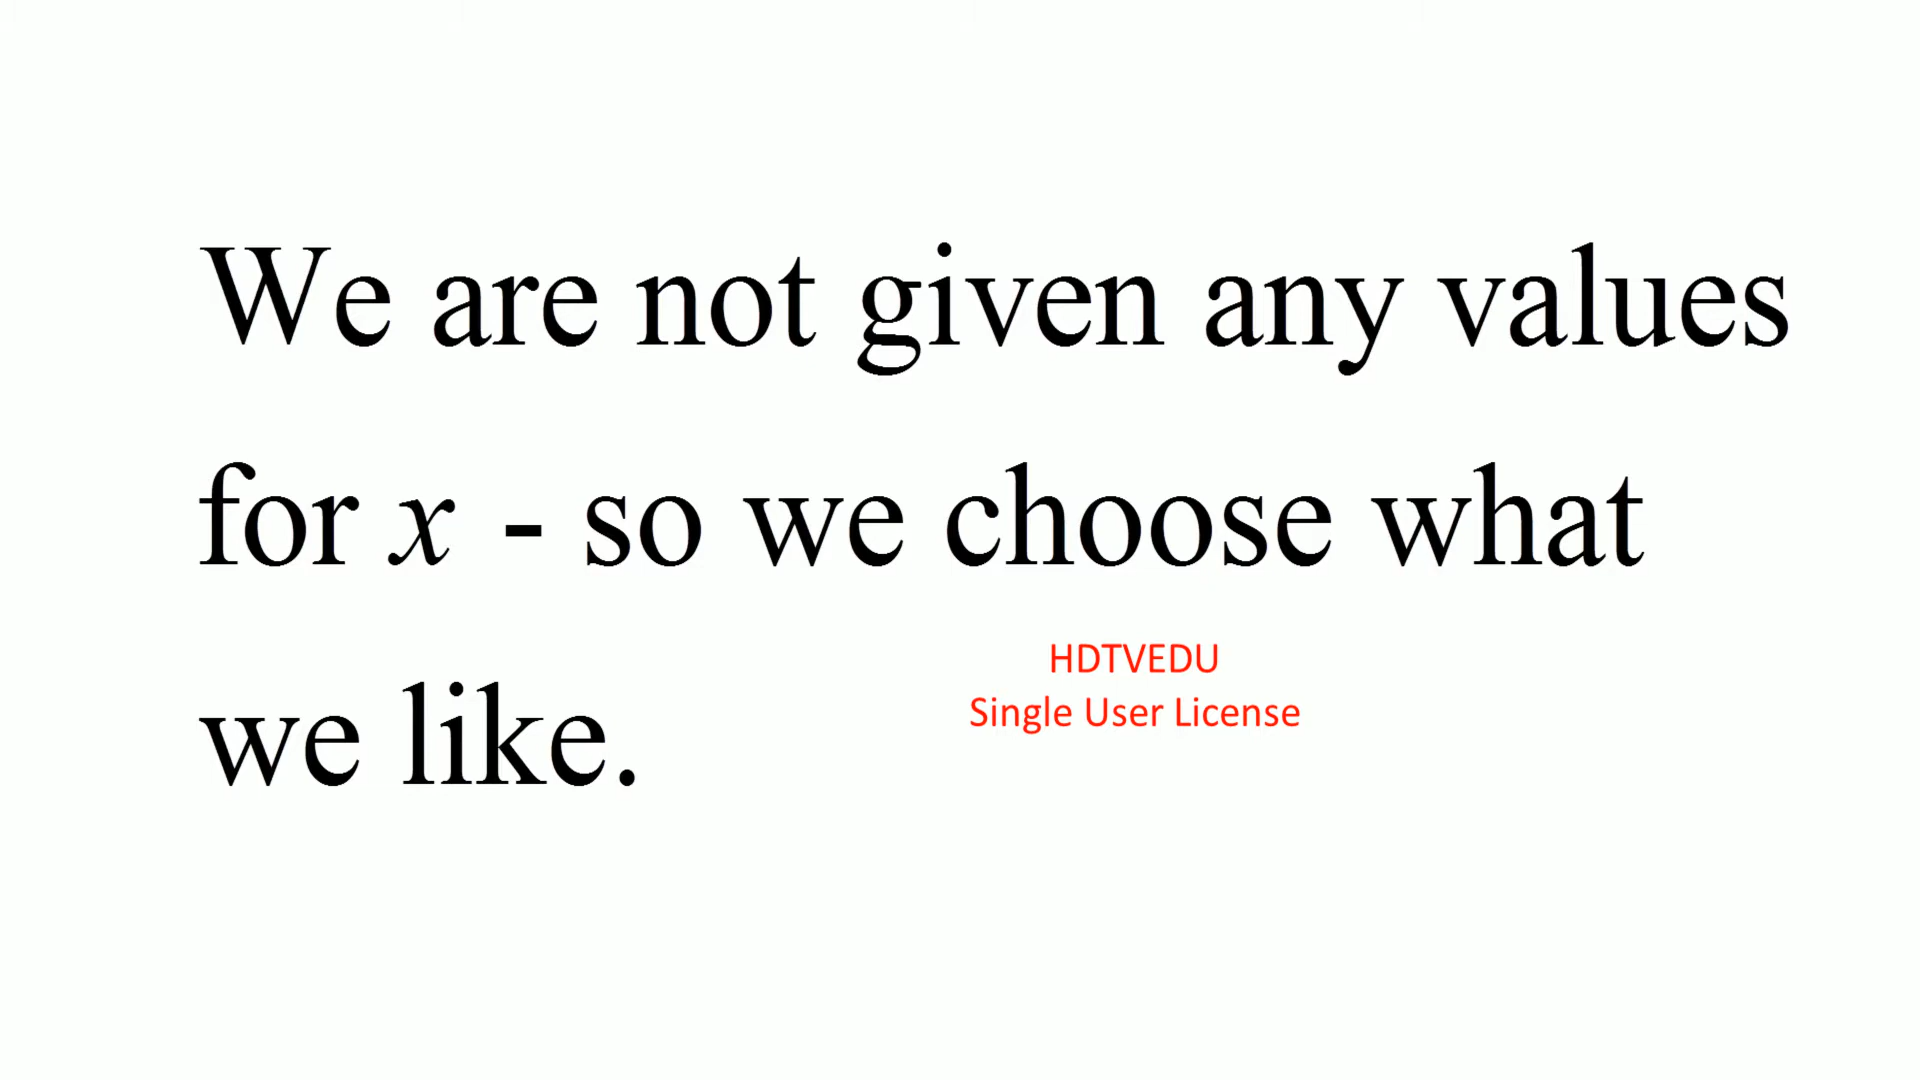 We are not given any values
for x - so we choose what
we like.
HDTVEDU
Single User License